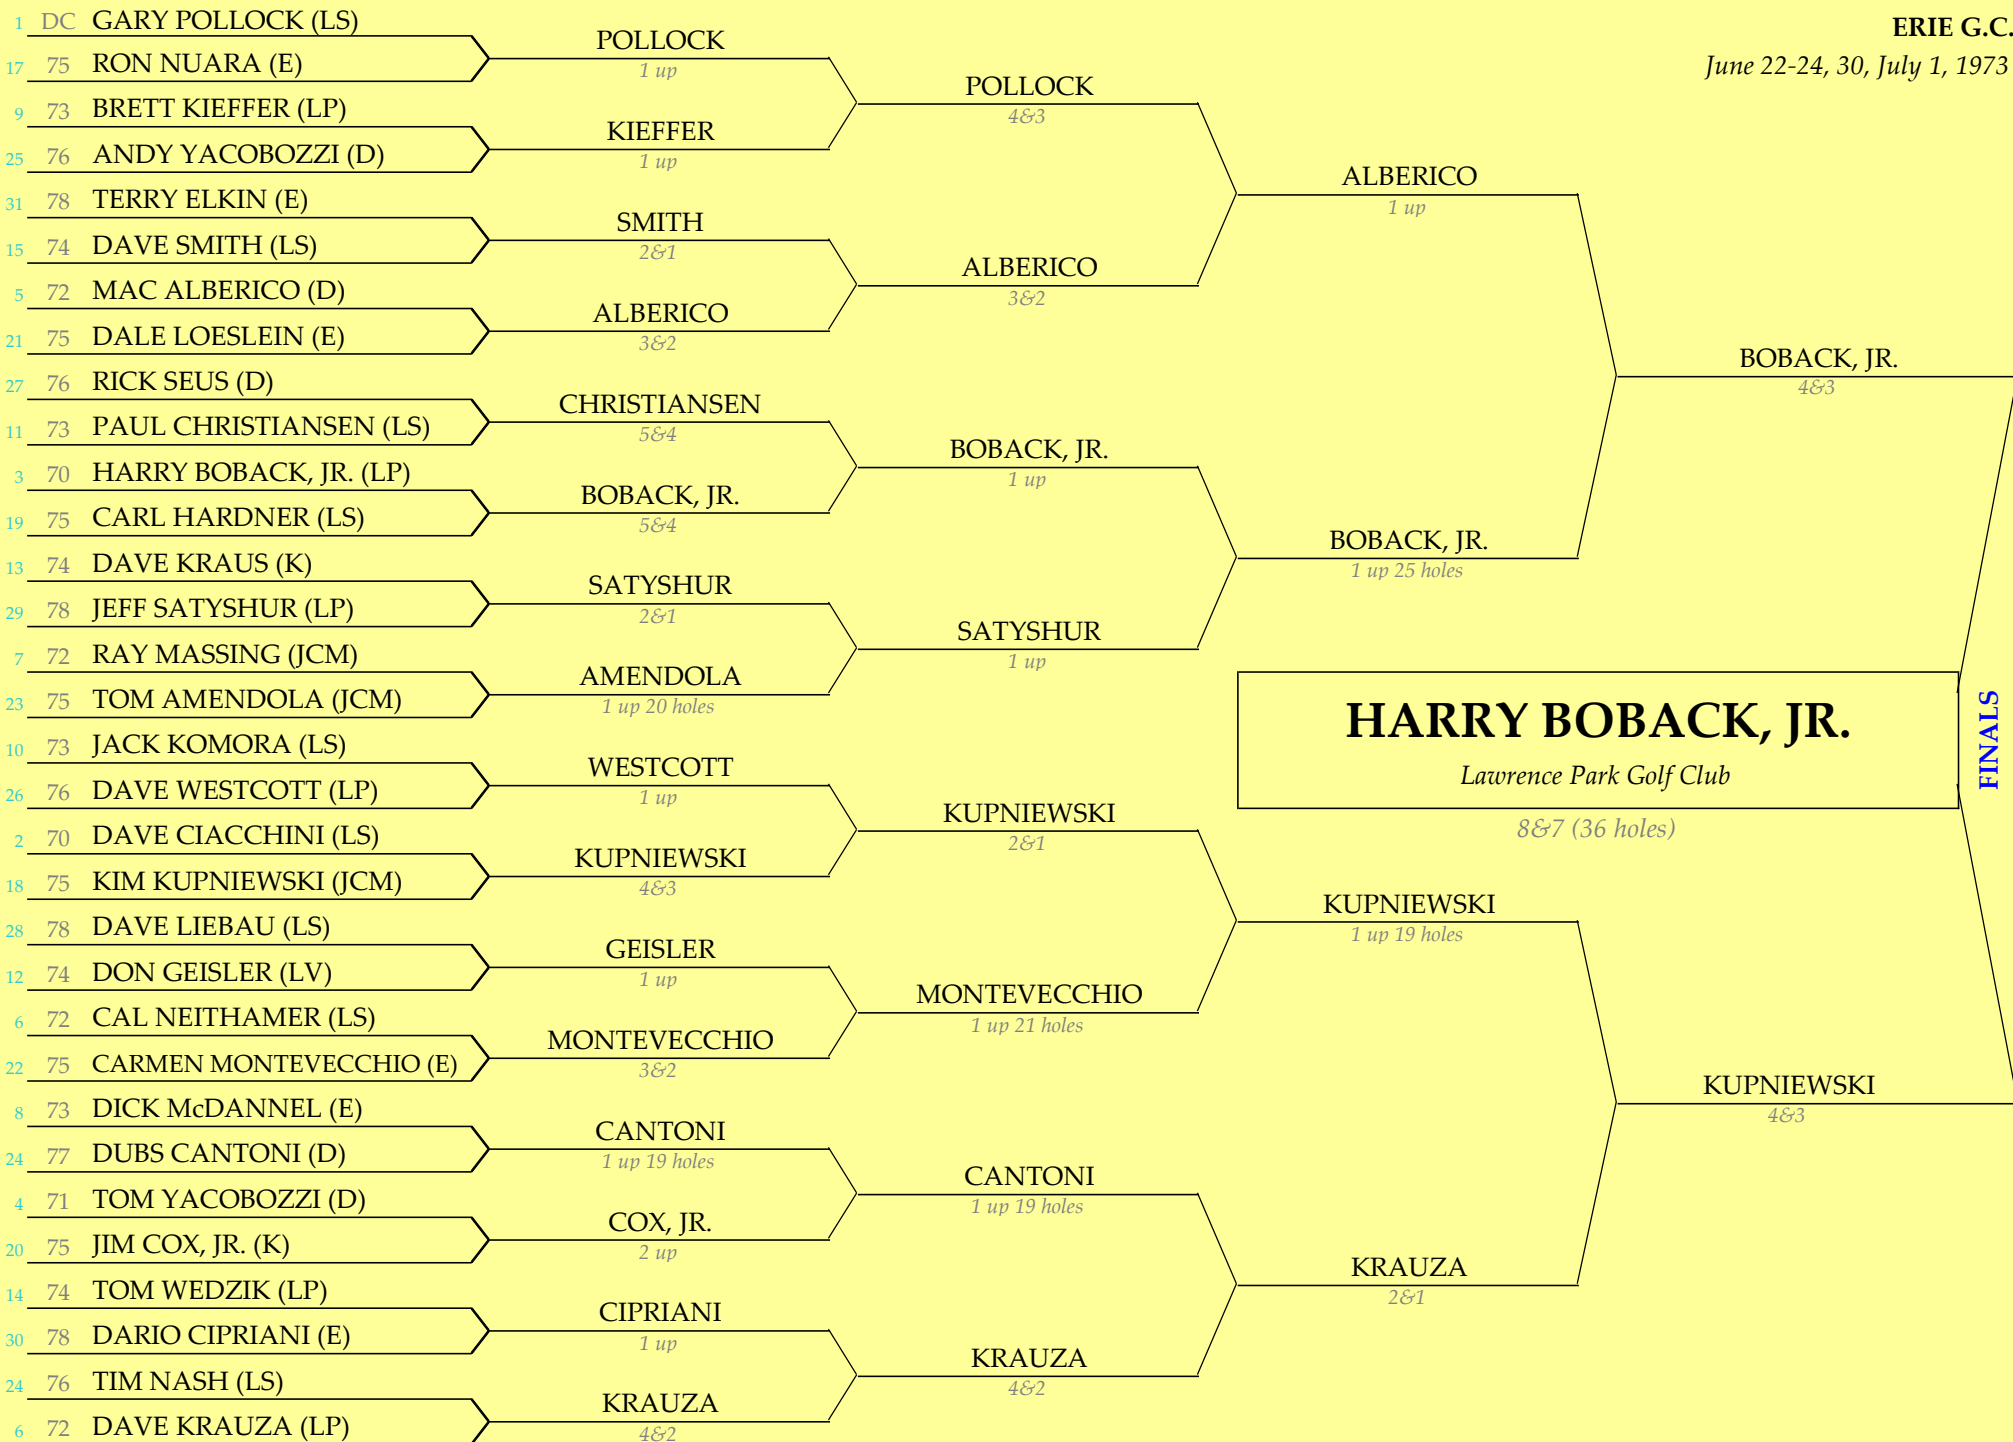 ERIE G.C.
June 22-24, 30, July 1, 1973
1 DC GARY POLLOCK (LS)
17 75 RON NUARA (E)
9 73 BRETT KIEFFER (LP)
25 76 ANDY YACOBOZZI (D)
31 78 TERRY ELKIN (E)
15 74 DAVE SMITH (LS)
5 72 MAC ALBERICO (D)
21 75 DALE LOESLEIN (E)
27 76 RICK SEUS (D)
11 73 PAUL CHRISTIANSEN (LS)
3 70 HARRY BOBACK, JR. (LP)
19 75 CARL HARDNER (LS)
13 74 DAVE KRAUS (K)
29 78 JEFF SATYSHUR (LP)
7 72 RAY MASSING (JCM)
23 75 TOM AMENDOLA (JCM)
10 73 JACK KOMORA (LS)
26 76 DAVE WESTCOTT (LP)
2 70 DAVE CIACCHINI (LS)
18 75 KIM KUPNIEWSKI (JCM)
28 78 DAVE LIEBAU (LS)
12 74 DON GEISLER (LV)
6 72 CAL NEITHAMER (LS)
22 75 CARMEN MONTEVECCHIO (E)
8 73 DICK McDANNEL (E)
24 77 DUBS CANTONI (D)
4 71 TOM YACOBOZZI (D)
20 75 JIM COX, JR. (K)
14 74 TOM WEDZIK (LP)
30 78 DARIO CIPRIANI (E)
24 76 TIM NASH (LS)
6 72 DAVE KRAUZA (LP)
POLLOCK
1 up
KIEFFER
1 up
SMITH
2&1
ALBERICO
3&2
CHRISTIANSEN
5&4
BOBACK, JR.
5&4
SATYSHUR
2&1
AMENDOLA
1 up 20 holes
WESTCOTT
1 up
KUPNIEWSKI
4&3
GEISLER
1 up
MONTEVECCHIO
3&2
CANTONI
1 up 19 holes
COX, JR.
2 up
CIPRIANI
1 up
KRAUZA
4&2
POLLOCK
4&3
ALBERICO
3&2
BOBACK, JR.
1 up
SATYSHUR
1 up
KUPNIEWSKI
2&1
MONTEVECCHIO
1 up 21 holes
CANTONI
1 up 19 holes
KRAUZA
4&2
ALBERICO
1 up
BOBACK, JR.
1 up 25 holes
KUPNIEWSKI
1 up 19 holes
KRAUZA
2&1
BOBACK, JR.
4&3
KUPNIEWSKI
4&3
HARRY BOBACK, JR.
Lawrence Park Golf Club
8&7 (36 holes)
FINALS